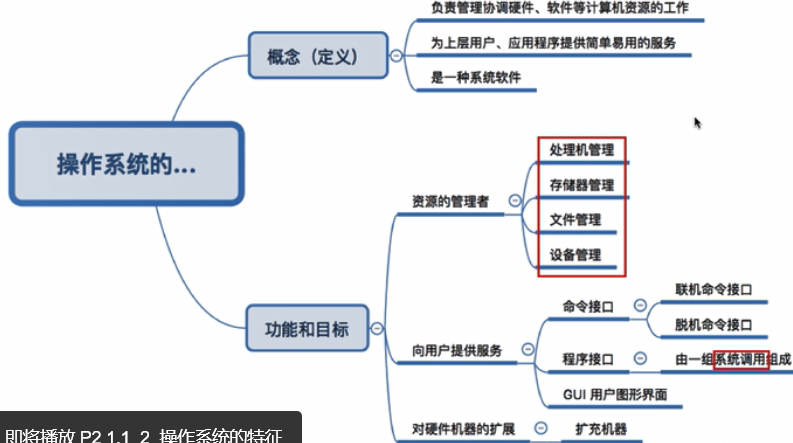 负责管理协调硬件、软件等计算机资源的工作
概念（定义）
为上层用户、应用程序提供简单易用的服务
是一种系统软件
操作系统的...
处理机管理
存储器管理
资源的管理者
文件管理
设备管理
联机命令接口
命令接口
脱机命令接口
功能和目标
向用户提供服务
程序接口
由一组系统调用组成
GUI 用户图形界面
对硬件机器的扩展
扩充机器
即将播放 P2 1.1_2_操作系统的特征